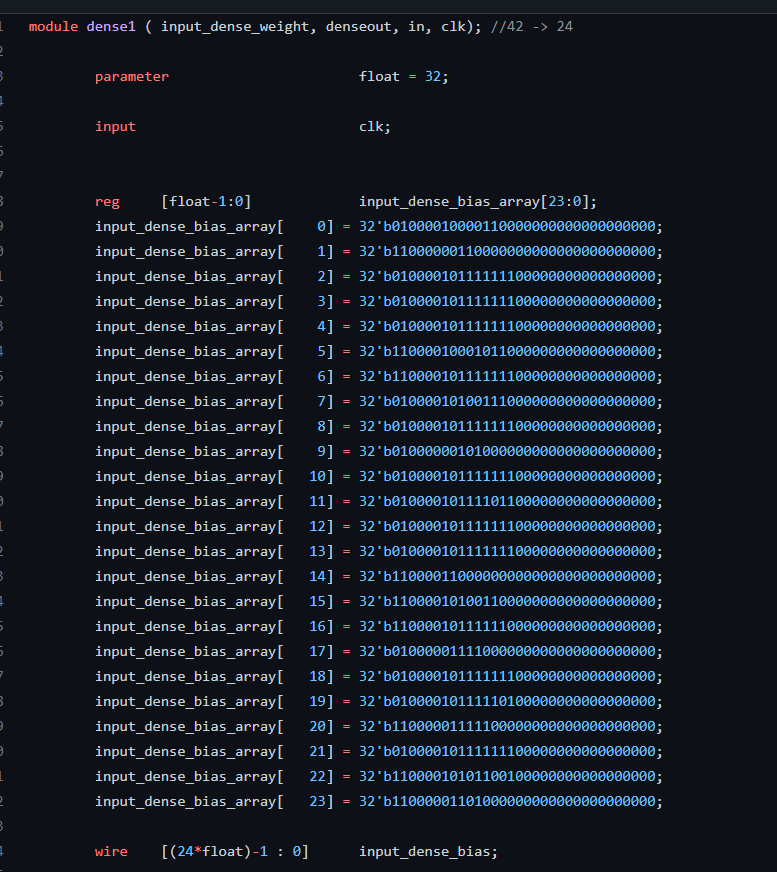 module dense1 ( input_dense_weight, denseout, in, clk); //42 -> 24
parameter float = 32;
input clk;
reg [float-1:0] input_dense_bias_array[23:0];
input_dense_bias_array[ 0] = 32'b01000010000110000000000000000000;
input_dense_bias_array[ 1] = 32'b11000000011000000000000000000000;
input_dense_bias_array[ 2] = 32'b01000010111111100000000000000000;
input_dense_bias_array[ 3] = 32'b01000010111111100000000000000000;
input_dense_bias_array[ 4] = 32'b01000010111111100000000000000000;
input_dense_bias_array[ 5] = 32'b11000010001011000000000000000000;
input_dense_bias_array[ 6] = 32'b11000010111111100000000000000000;
input_dense_bias_array[ 7] = 32'b01000010100111000000000000000000;
input_dense_bias_array[ 8] = 32'b01000010111111100000000000000000;
input_dense_bias_array[ 9] = 32'b01000000010100000000000000000000;
input_dense_bias_array[ 10] = 32'b01000010111111100000000000000000;
input_dense_bias_array[ 11] = 32'b01000010111101100000000000000000;
input_dense_bias_array[ 12] = 32'b01000010111111100000000000000000;
input_dense_bias_array[ 13] = 32'b01000010111111100000000000000000;
input_dense_bias_array[ 14] = 32'b11000011000000000000000000000000;
input_dense_bias_array[ 15] = 32'b11000010100110000000000000000000;
input_dense_bias_array[ 16] = 32'b11000010111111100000000000000000;
input_dense_bias_array[ 17] = 32'b01000000111100000000000000000000;
input_dense_bias_array[ 18] = 32'b01000010111111100000000000000000;
input_dense_bias_array[ 19] = 32'b01000010111110100000000000000000;
input_dense_bias_array[ 20] = 32'b11000001111100000000000000000000;
input_dense_bias_array[ 21] = 32'b01000010111111100000000000000000;
input_dense_bias_array[ 22] = 32'b11000010101100100000000000000000;
input_dense_bias_array[ 23] = 32'b11000001101000000000000000000000;
wire [(24*float)-1 : 0] input_dense_bias;